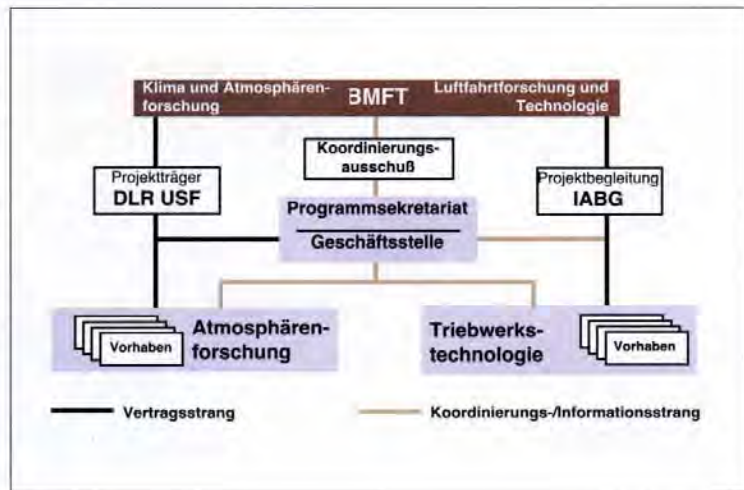 Klima und Atmosphären-
forschung
BMFT
Luftfahrtforschung und
Technologie
Koordinierungs-
ausschuß
Projektträger
DLR USF
Projektbegleitung
IABG
Programmsekretariat
Geschäftsstelle
Vorhaben
Atmosphären-
forschung
Triebwerks-
technologie
Vorhaben
Vertragsstrang
Koordinierungs-/Informationsstrang